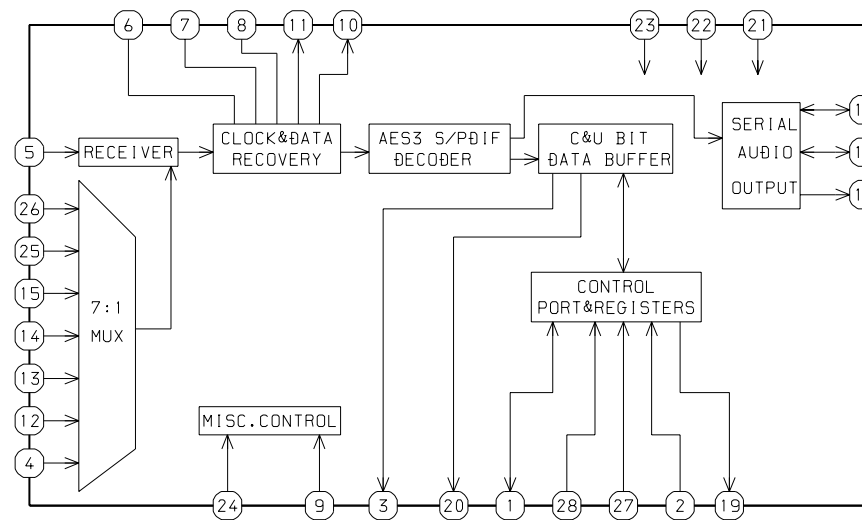 6 7 8 11 10 23 22 21
5
RECEIVER
CLOCK&DATA
RECOVERY
AES3 S/PDIF
DECODER
C&U BIT
DATA BUFFER
SERIAL
AUDIO
OUTPUT
26
25
15
14
13
12
4
7:1
MUX
CONTROL
PORT&REGISTERS
MISC.CONTROL
24 9 3 20 1 28 27 2 19